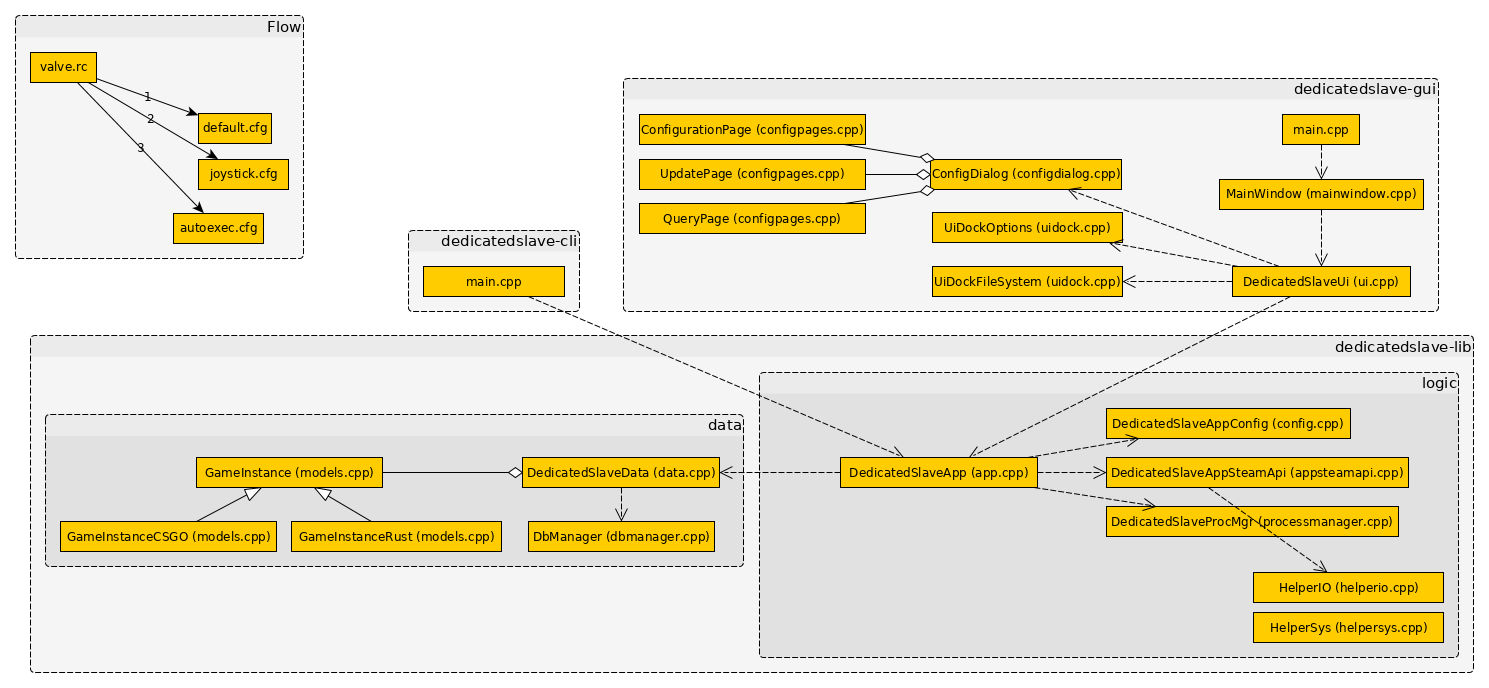 Flow
valve.rc
1
2
3
default.cfg
joystick.cfg
autoexec.cfg
dedicatedslave-gui
ConfigurationPage (configpages.cpp)
UpdatePage (configpages.cpp)
QueryPage (configpages.cpp)
ConfigDialog (configdialog.cpp)
UiDockOptions (uidock.cpp)
UiDockFileSystem (uidock.cpp)
main.cpp
MainWindow (mainwindow.cpp)
DedicatedSlaveUi (ui.cpp)
dedicatedslave-cli
main.cpp
dedicatedslave-lib
data
GameInstance (models.cpp)
DedicatedSlaveData (data.cpp)
GameInstanceCSGO (models.cpp)
GameInstanceRust (models.cpp)
DbManager (dbmanager.cpp)
logic
DedicatedSlaveApp (app.cpp)
DedicatedSlaveAppConfig (config.cpp)
DedicatedSlaveAppSteamApi (appsteamapi.cpp)
DedicatedSlaveProcMgr (processmanager.cpp)
HelperIO (helperio.cpp)
HelperSys (helpersys.cpp)